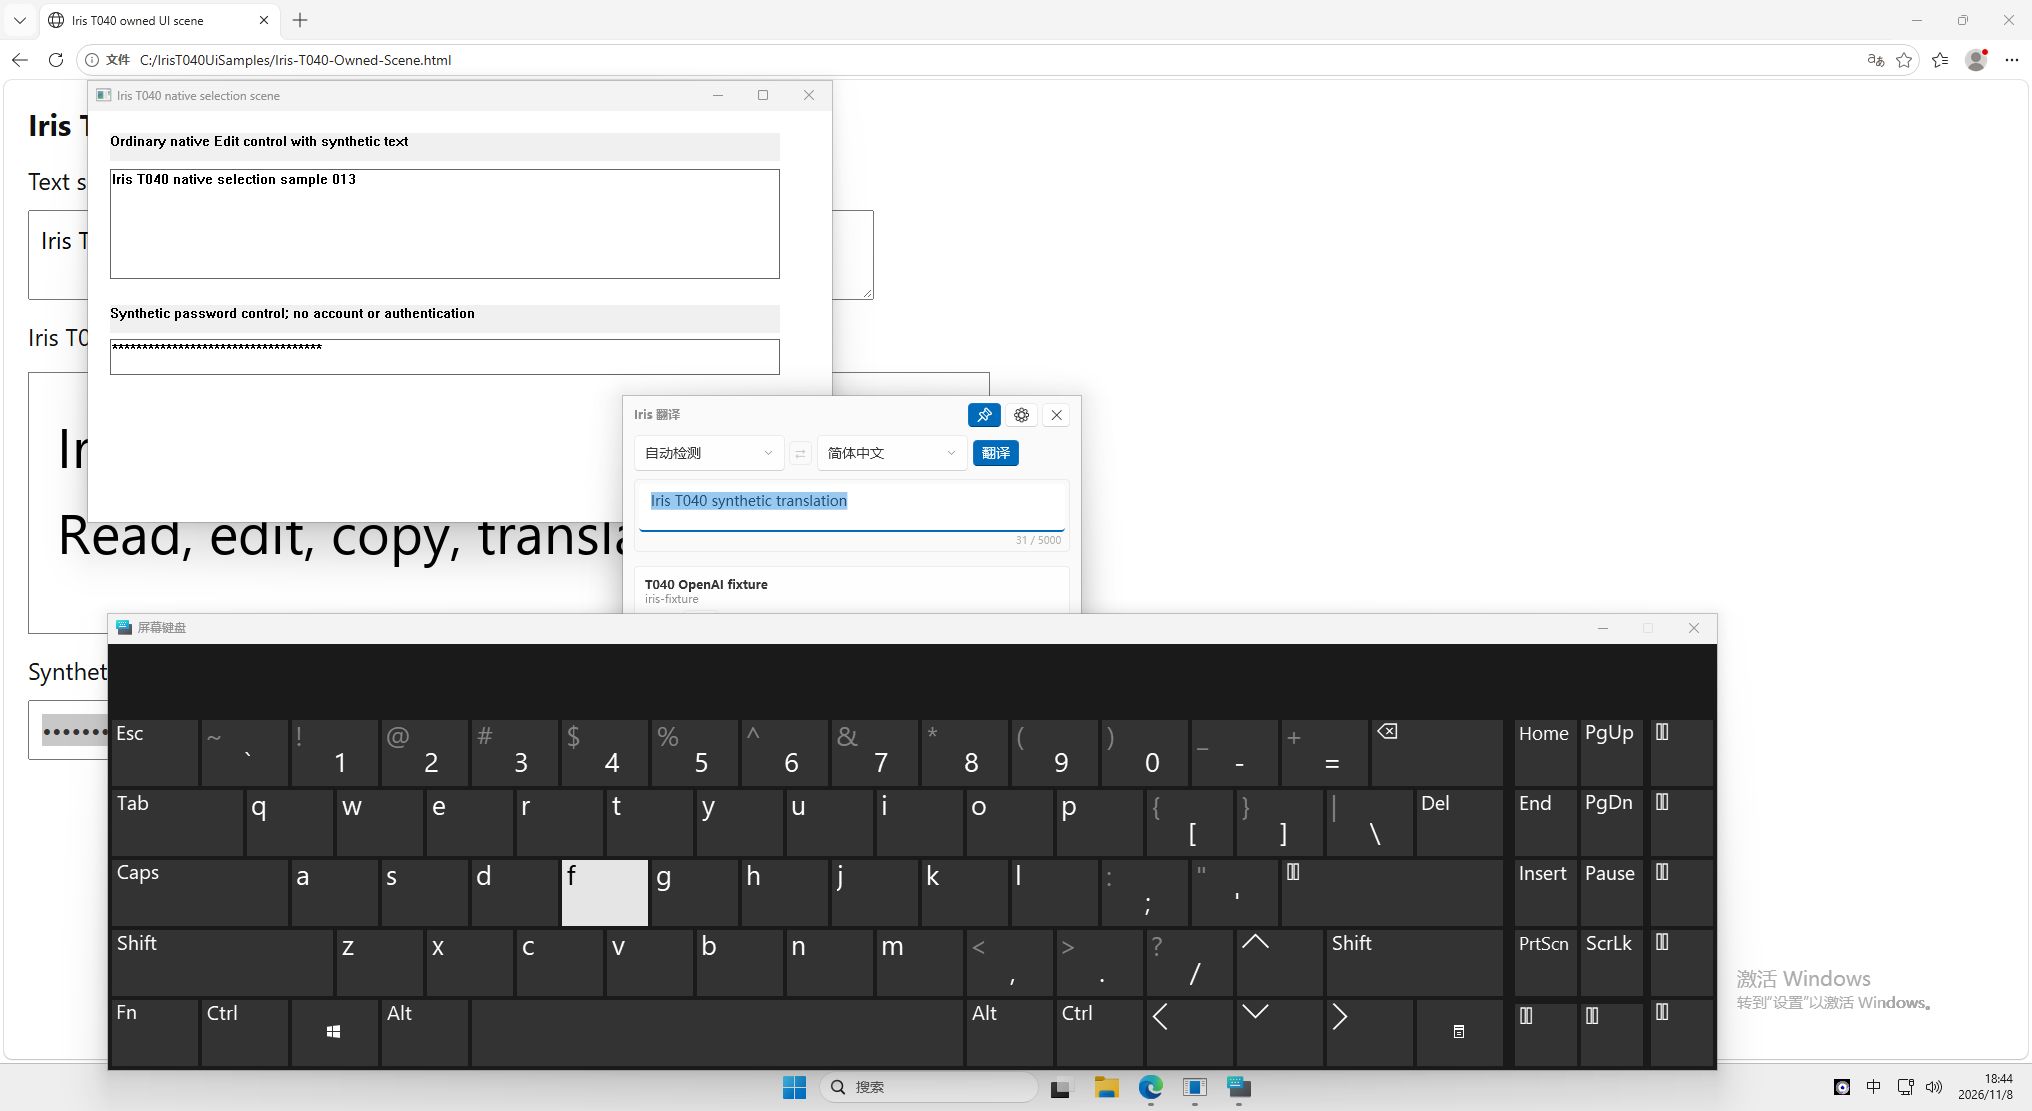 Iris T040 owned UI scene
文件 C:/IrisT040UiSamples/Iris-T040-Owned-Scene.html
Iris T040 native selection scene
Iris
Ordinary native Edit control with synthetic text
Text s
Iris T040 native selection sample 013
Iris T
Synthetic password control; no account or authentication
Iris T0
***********************************
Iris 翻译
自动检测
简体中文
翻译
Iris T040 synthetic translation
Read, edit, copy, transla
31 / 5000
T040 OpenAI fixture
iris-fixture
屏幕键盘
Synthet
Esc ~ ` ! 1 @ 2 # 3 $ 4 % 5 ^ 6 & 7 * 8 ( 9 ) 0 _ - + = Home PgUp
Tab q w e r t y u i o p { [ } ] | \ Del End PgDn
Caps a s d f g h j k l : ; " ' Insert Pause
Shift z x c v b n m < , > . ? / Shift PrtScn ScrLk
Fn Ctrl Alt Alt Ctrl
激活 Windows
转到“设置”以激活 Windows。
搜索
中
18:44
2026/11/8